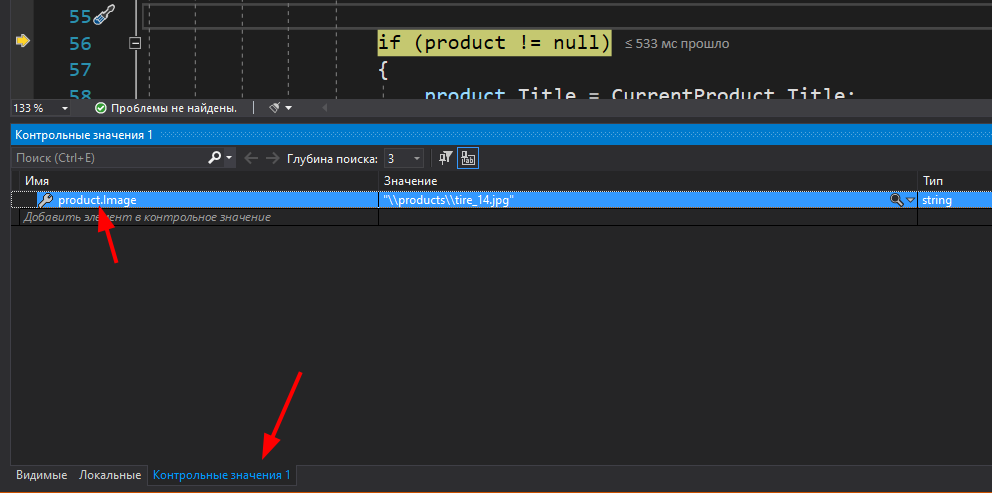 55
56 if (product != null) ≤ 533 мс прошло
57 {
58 product.Title = CurrentProduct.Title;
133 % Проблемы не найдены.
Контрольные значения 1
Поиск (Ctrl+E) Глубина поиска: 3
Имя Значение Тип
product.Image "\\products\\tire_14.jpg" string
Добавить элемент в контрольное значение
Видимые Локальные Контрольные значения 1